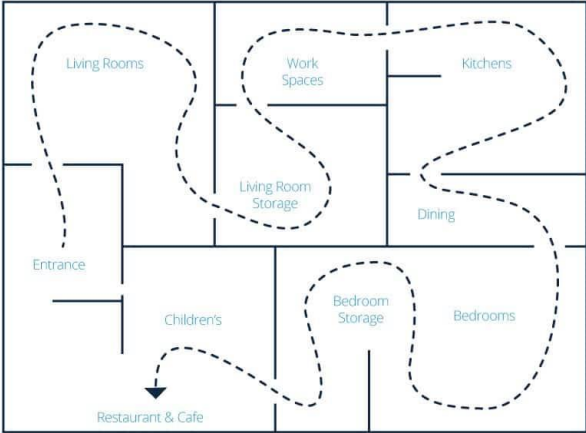 Living Rooms
Work
Spaces
Kitchens
Living Room
Storage
Dining
Entrance
Children's
Bedroom
Storage
Bedrooms
Restaurant & Cafe